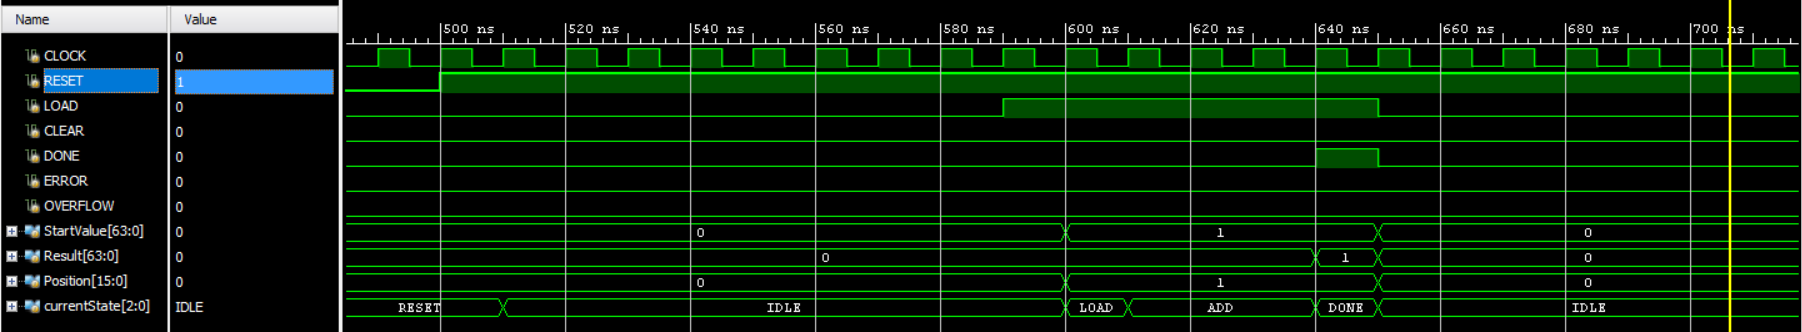 Name Value
500 ns 520 ns 540 ns 560 ns 580 ns 600 ns 620 ns 640 ns 660 ns 680 ns 700 ns
CLOCK 0
RESET 1
LOAD 0
CLEAR 0
DONE 0
ERROR 0
OVERFLOW 0
StartValue[63:0] 0 0 1 0
Result[63:0] 0 0 1 0
Position[15:0] 0 0 1 0
currentState[2:0] IDLE RESET IDLE LOAD ADD DONE IDLE